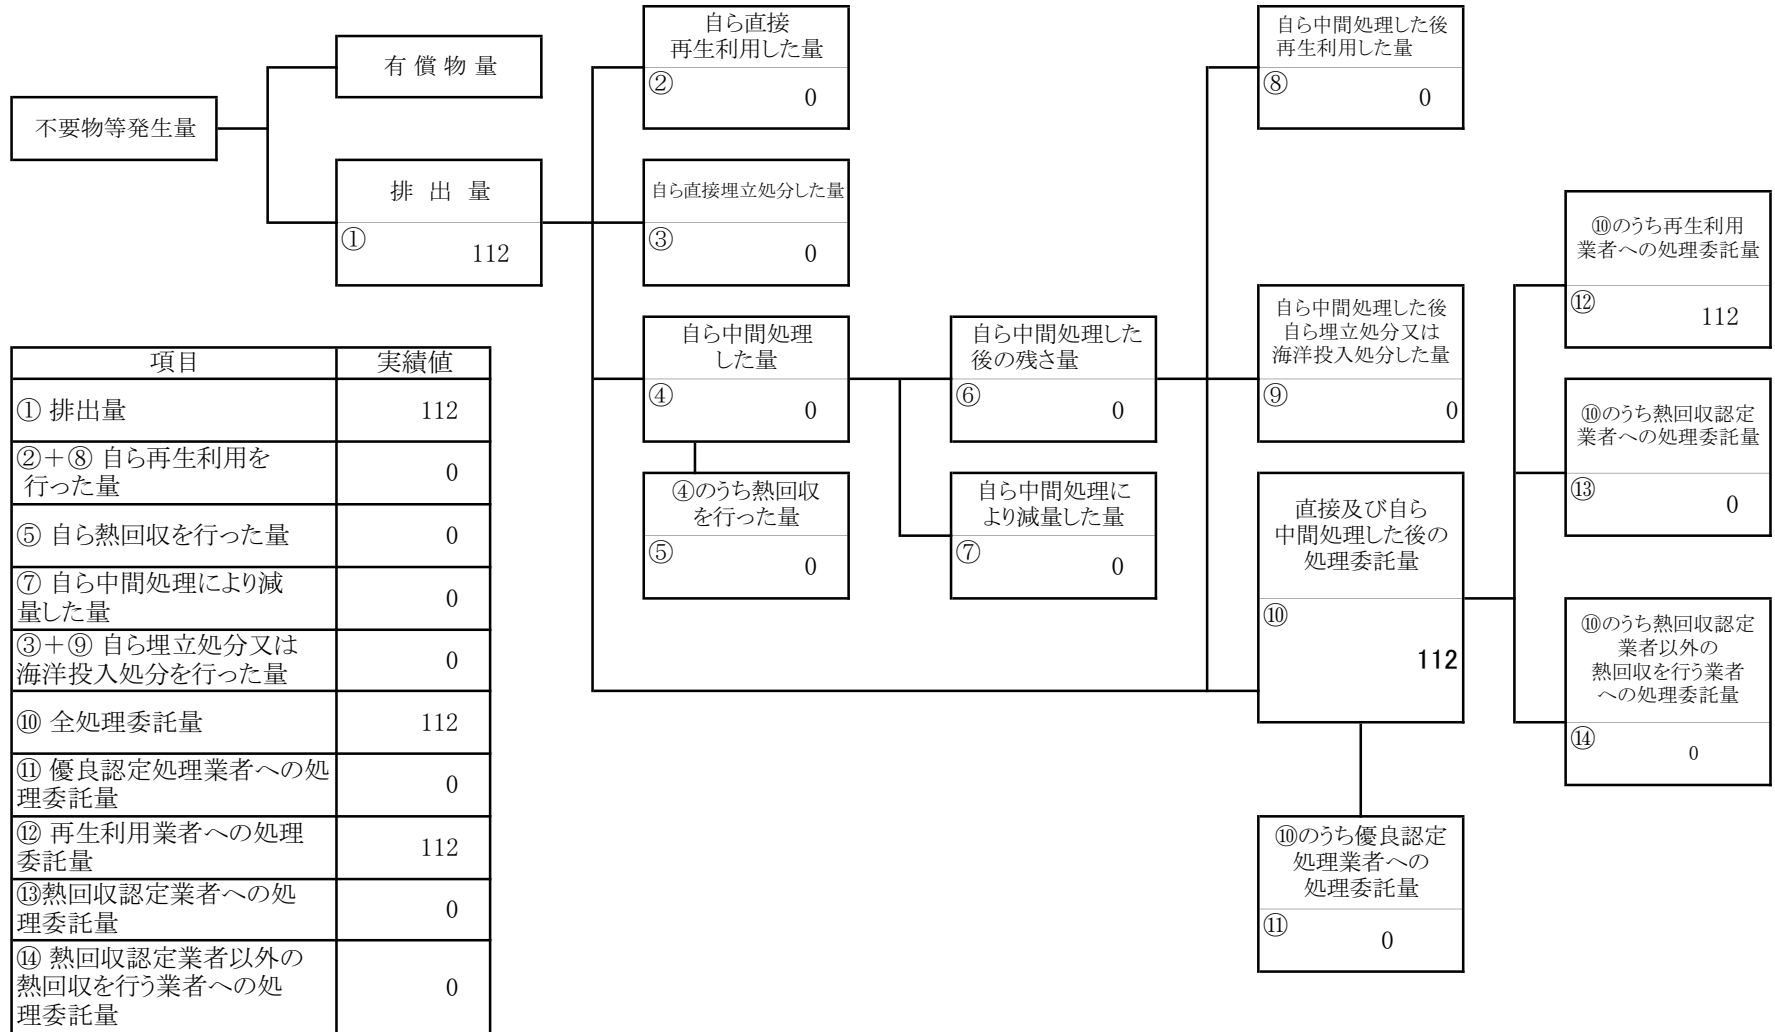 不要物等発生量
有 償 物 量
排 出 量
①
112
自ら直接
再生利用した量
②
0
自ら直接埋立処分した量
③
0
自ら中間処理
した量
④
0
④のうち熱回収
を行った量
⑤
0
自ら中間処理した
後の残さ量
⑥
0
自ら中間処理に
より減量した量
⑦
0
自ら中間処理した後
再生利用した量
⑧
0
自ら中間処理した後
自ら埋立処分又は
海洋投入処分した量
⑨
0
直接及び自ら
中間処理した後の
処理委託量
⑩
112
⑩のうち優良認定
処理業者への
処理委託量
⑪
0
⑩のうち再生利用
業者への処理委託量
⑫
112
⑩のうち熱回収認定
業者への処理委託量
⑬
0
⑩のうち熱回収認定
業者以外の
熱回収を行う業者
への処理委託量
⑭
0
項目 実績値
① 排出量 112
②＋⑧ 自ら再生利用を
行った量 0
⑤ 自ら熱回収を行った量 0
⑦ 自ら中間処理により減
量した量 0
③＋⑨ 自ら埋立処分又は
海洋投入処分を行った量 0
⑩ 全処理委託量 112
⑪ 優良認定処理業者への処
理委託量 0
⑫ 再生利用業者への処理
委託量 112
⑬熱回収認定業者への処
理委託量 0
⑭ 熱回収認定業者以外の
熱回収を行う業者への処
理委託量 0